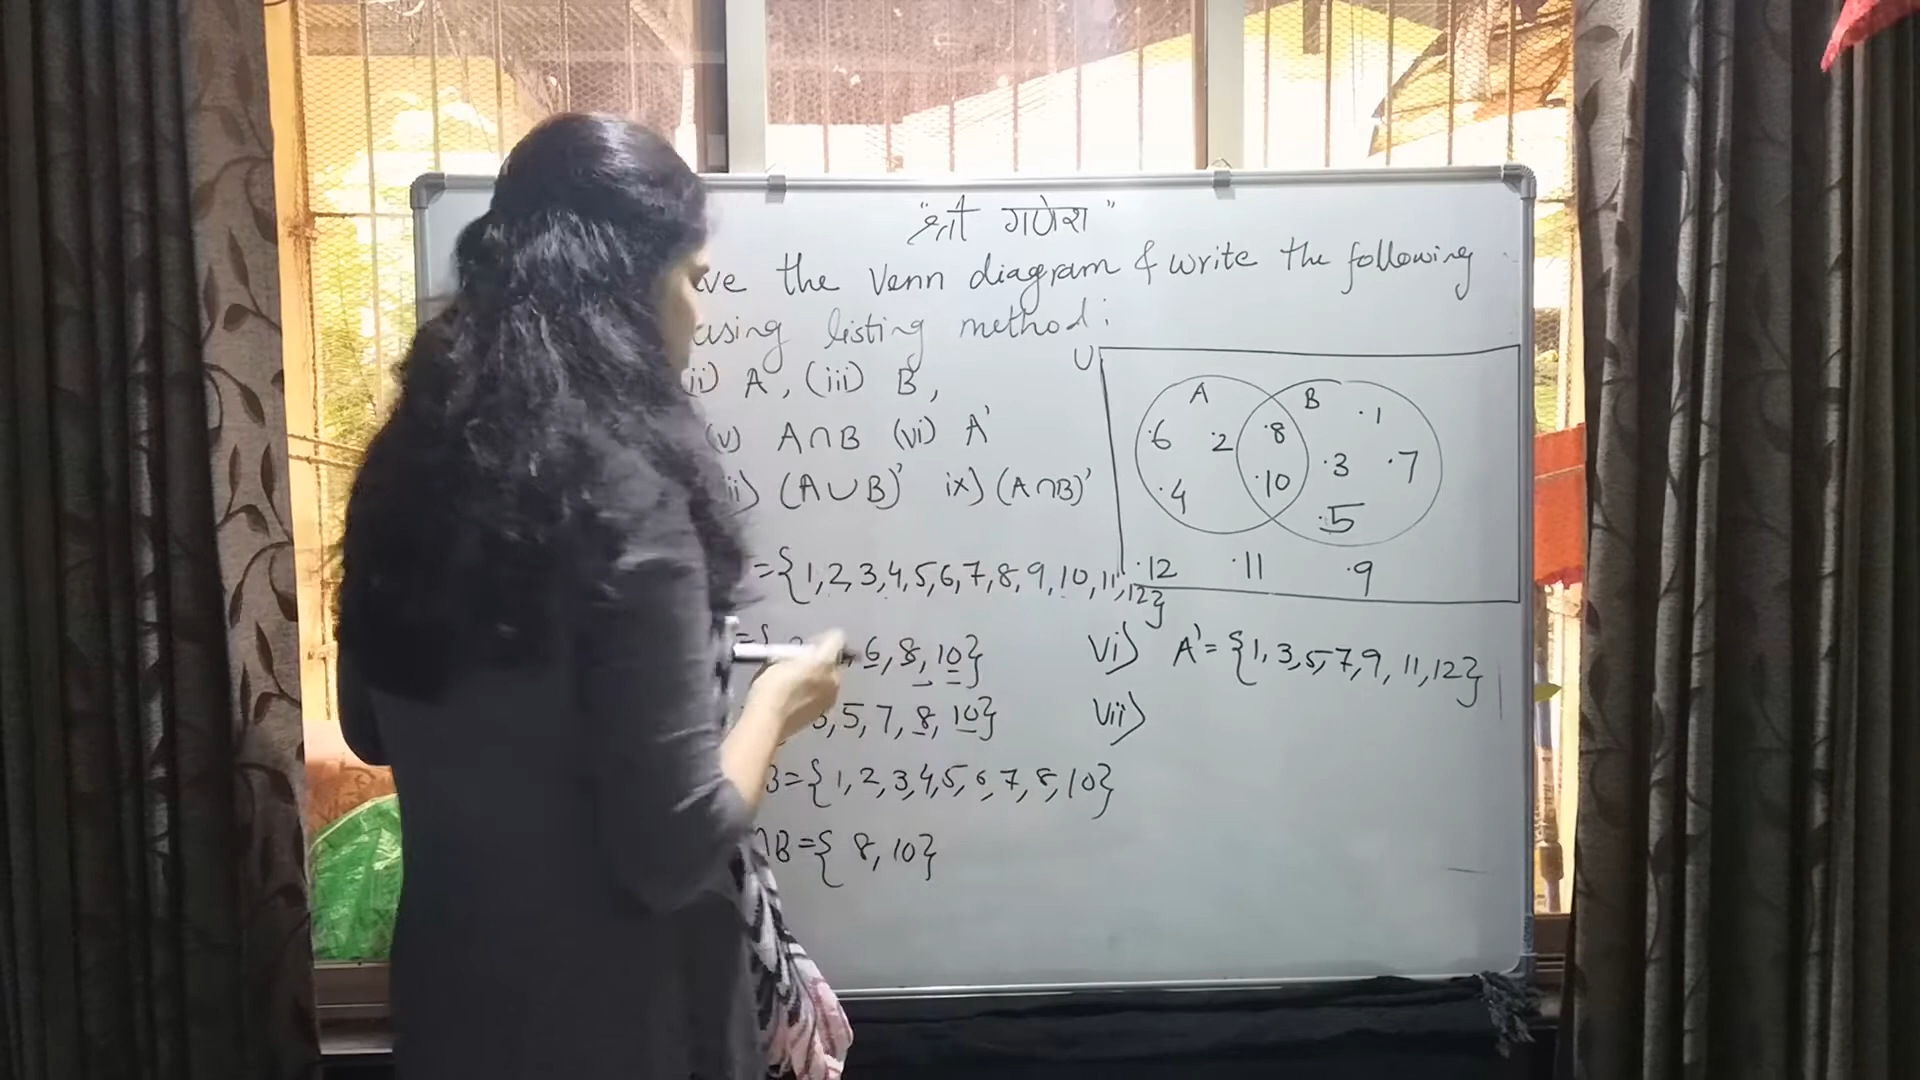 "श्री गणेश"
the Venn diagram & write the following
using listing method:
(ii) A, (iii) B,
(v) A∩B (vi) A'
(A∪B)' ix) (A∩B)'
U
A B
.1
.6 .2 .8
.3 .7
.4 .10
.5
.12 .11 .9
={1,2,3,4,5,6,7,8,9,10,11,12}
6,8,10}
5,7,8,10}
B={1,2,3,4,5,6,7,8,10}
∩B={8,10}
vi) A'={1,3,5,7,9,11,12}
vii)